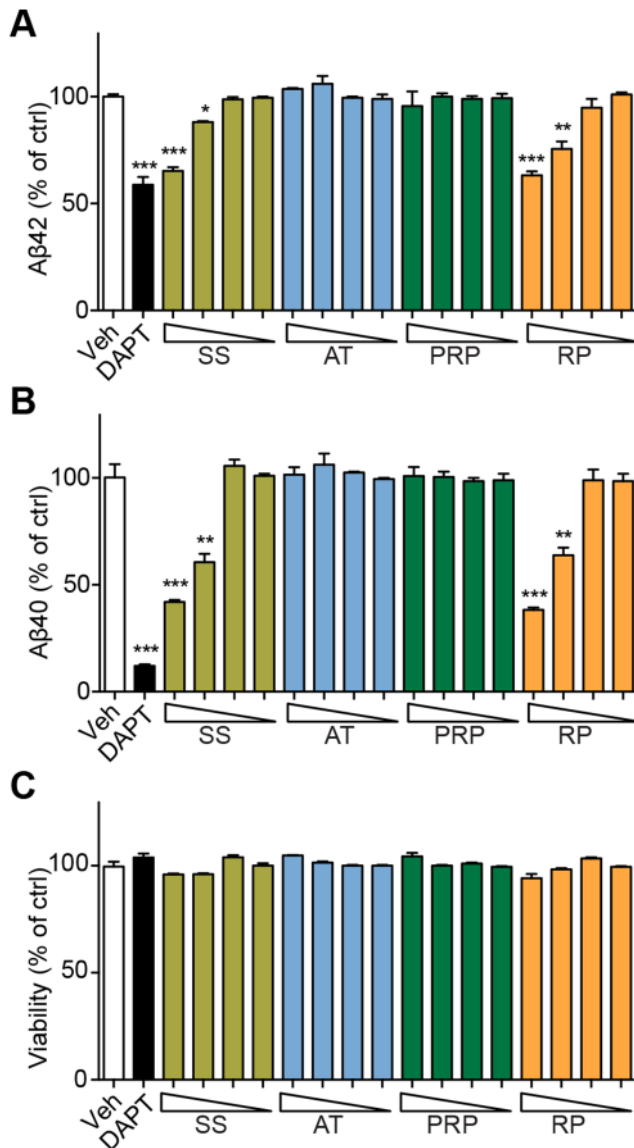 A
Aβ42 (% of ctrl)
100
50
0
***
***
*
***
**
Veh
DAPT
SS
AT
PRP
RP
B
Aβ40 (% of ctrl)
100
50
0
***
***
**
***
**
Veh
DAPT
SS
AT
PRP
RP
C
Viability (% of ctrl)
100
50
0
Veh
DAPT
SS
AT
PRP
RP